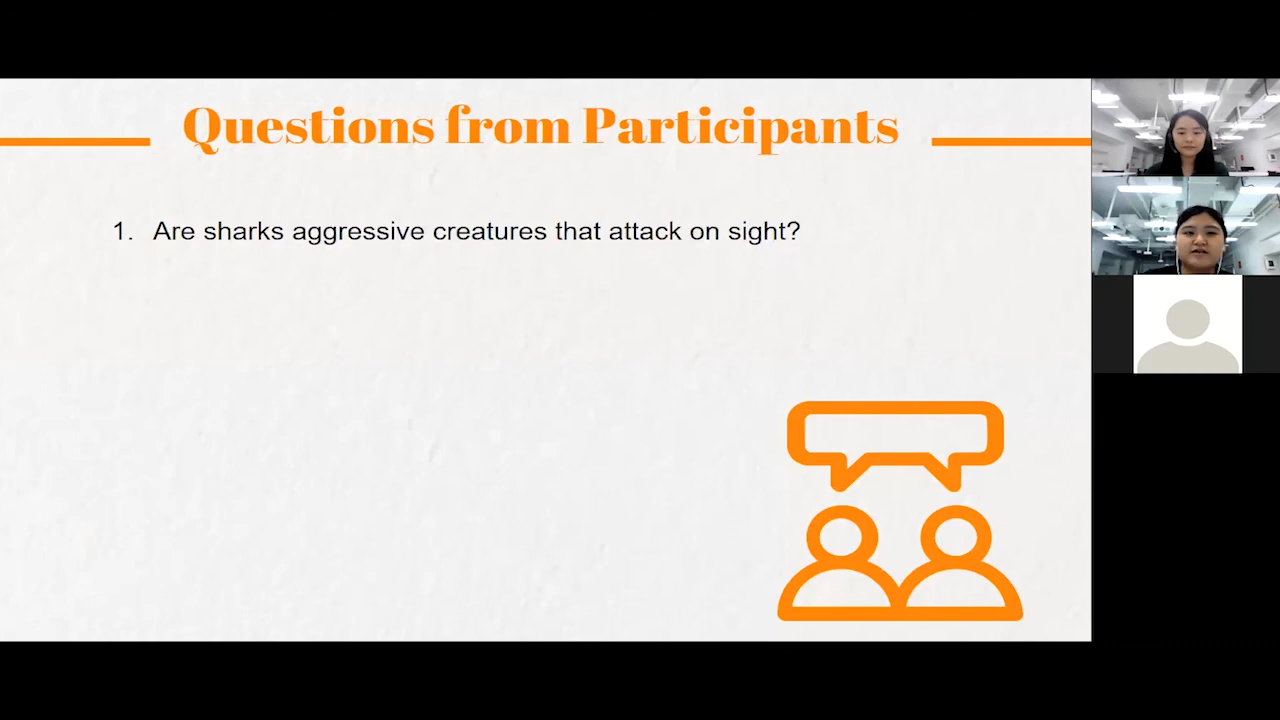 Questions from Participants
1. Are sharks aggressive creatures that attack on sight?